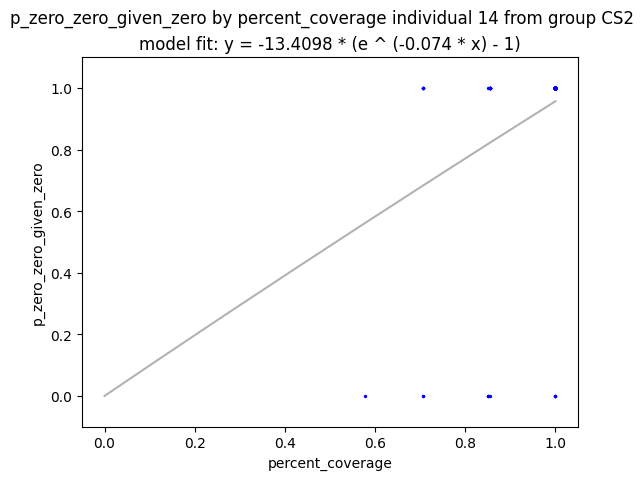 p_zero_zero_given_zero by percent_coverage individual 14 from group CS2
model fit: y = -13.4098 * (e ^ (-0.074 * x) - 1)
1.0
0.8
0.6
0.4
0.2
0.0
p_zero_zero_given_zero
0.0 0.2 0.4 0.6 0.8 1.0
percent_coverage